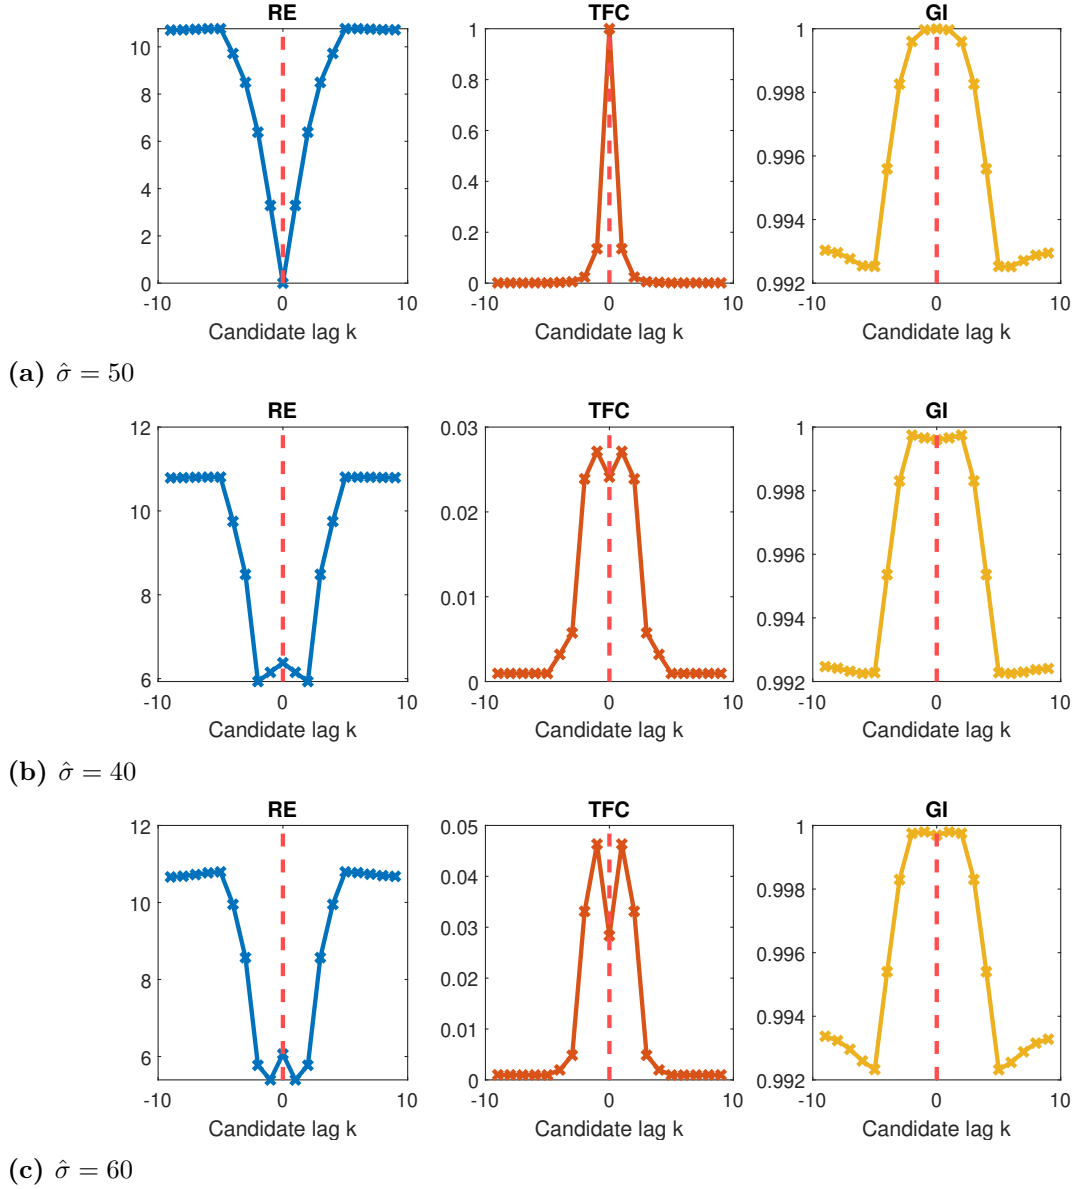 RE TFC GI
10
8
6
4
2
0
-10 0 10
Candidate lag k
1
0.8
0.6
0.4
0.2
0
-10 0 10
Candidate lag k
1
0.998
0.996
0.994
0.992
-10 0 10
Candidate lag k
(a) σ̂ = 50
RE TFC GI
12
10
8
6
-10 0 10
Candidate lag k
0.03
0.02
0.01
0
-10 0 10
Candidate lag k
1
0.998
0.996
0.994
0.992
-10 0 10
Candidate lag k
(b) σ̂ = 40
RE TFC GI
12
10
8
6
-10 0 10
Candidate lag k
0.05
0.04
0.03
0.02
0.01
0
-10 0 10
Candidate lag k
1
0.998
0.996
0.994
0.992
-10 0 10
Candidate lag k
(c) σ̂ = 60